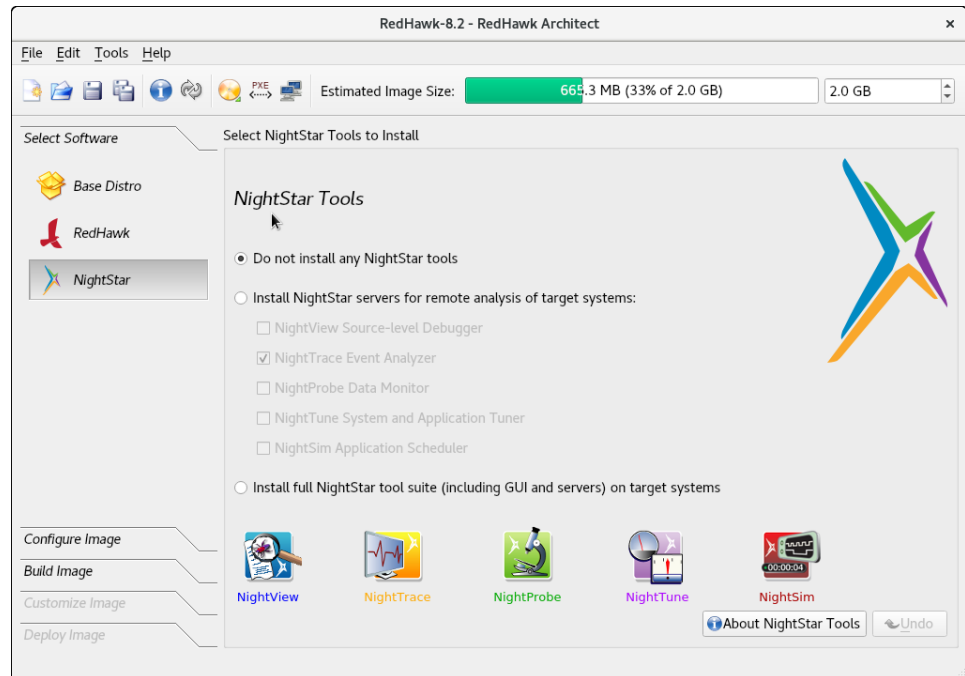 RedHawk-8.2 - RedHawk Architect
File Edit Tools Help
PXE
Estimated Image Size:
665.3 MB (33% of 2.0 GB)
2.0 GB
Select Software
Select NightStar Tools to Install
Base Distro
RedHawk
NightStar
NightStar Tools
Do not install any NightStar tools
Install NightStar servers for remote analysis of target systems:
NightView Source-level Debugger
NightTrace Event Analyzer
NightProbe Data Monitor
NightTune System and Application Tuner
NightSim Application Scheduler
Install full NightStar tool suite (including GUI and servers) on target systems
Configure Image
Build Image
Customize Image
Deploy Image
00:00:04
NightView NightTrace NightProbe NightTune NightSim
About NightStar Tools Undo